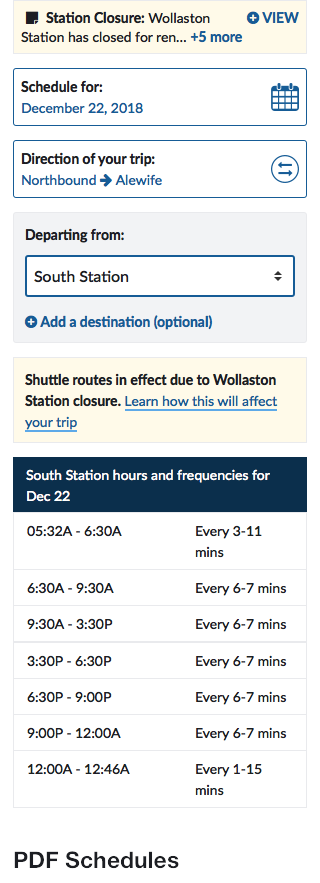 Station Closure: Wollaston VIEW
Station has closed for ren... +5 more
Schedule for:
December 22, 2018
Direction of your trip:
Northbound → Alewife
Departing from:
South Station
Add a destination (optional)
Shuttle routes in effect due to Wollaston
Station closure. Learn how this will affect
your trip
South Station hours and frequencies for
Dec 22
05:32A - 6:30A Every 3-11
mins
6:30A - 9:30A Every 6-7 mins
9:30A - 3:30P Every 6-7 mins
3:30P - 6:30P Every 6-7 mins
6:30P - 9:00P Every 6-7 mins
9:00P - 12:00A Every 6-7 mins
12:00A - 12:46A Every 1-15
mins
PDF Schedules